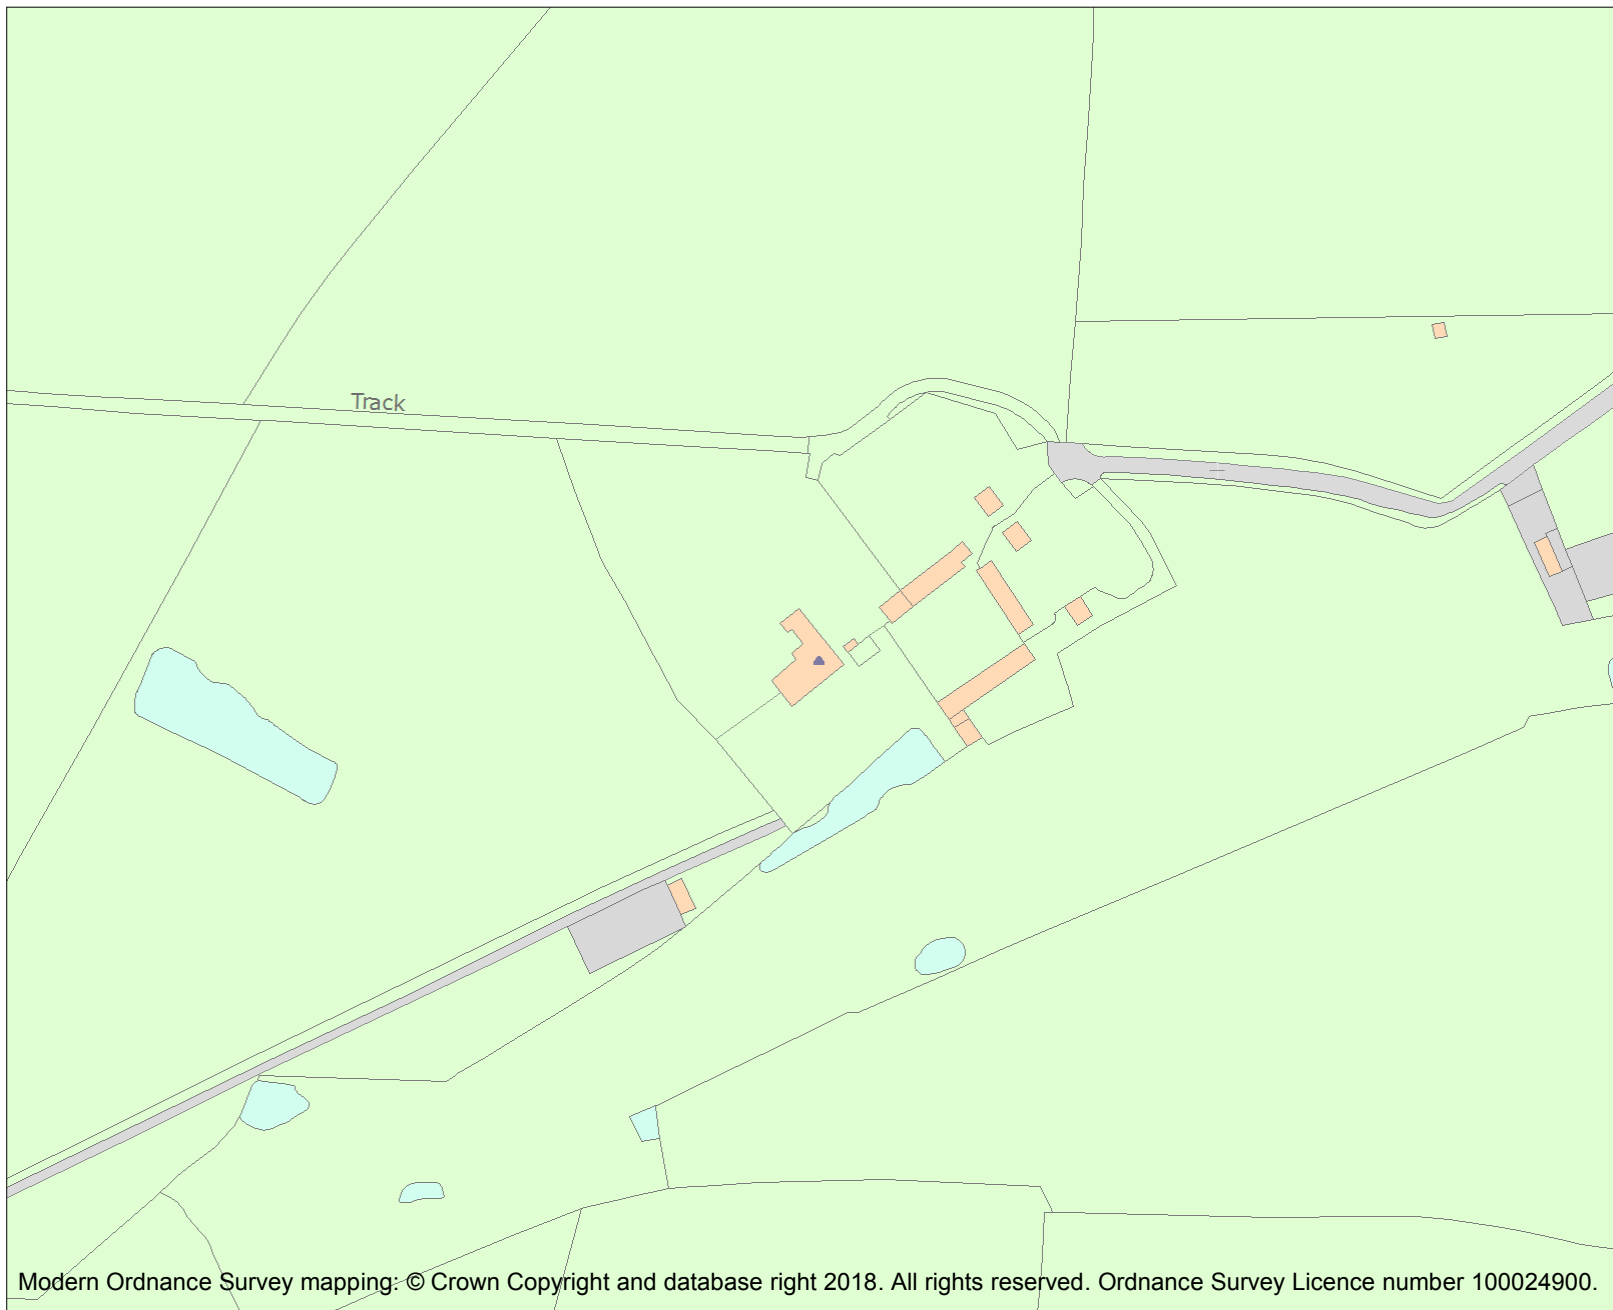 Track
Modern Ordnance Survey mapping: © Crown Copyright and database right 2018. All rights reserved. Ordnance Survey Licence number 100024900.